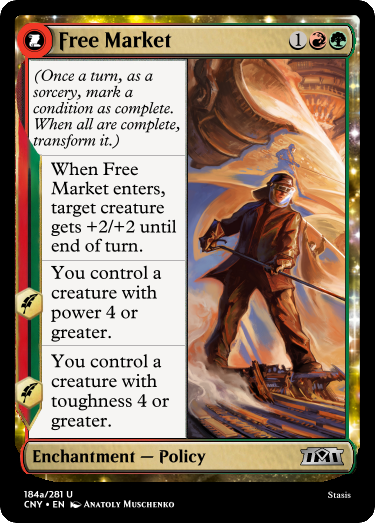 Free Market 1
(Once a turn, as a
sorcery, mark a
condition as complete.
When all are complete,
transform it.)
When Free
Market enters,
target creature
gets +2/+2 until
end of turn.
You control a
creature with
power 4 or
greater.
You control a
creature with
toughness 4 or
greater.
Enchantment — Policy
184a/281 U
Stasis
CNY • EN Anatoly Muschenko